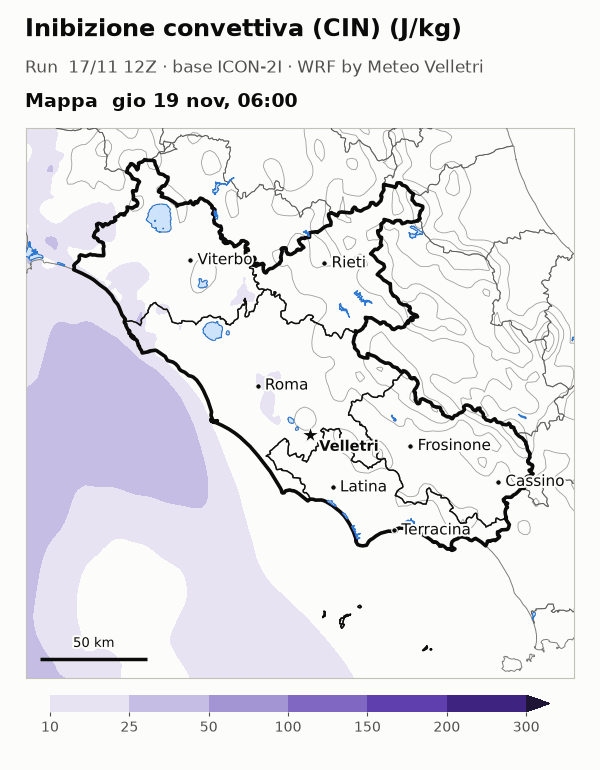 Inibizione convettiva (CIN) (J/kg)
Run 17/11 12Z · base ICON-2I · WRF by Meteo Velletri
Mappa gio 19 nov, 06:00
Viterbo
Rieti
Roma
Velletri
Frosinone
Cassino
Latina
Terracina
50 km
10 25 50 100 150 200 300